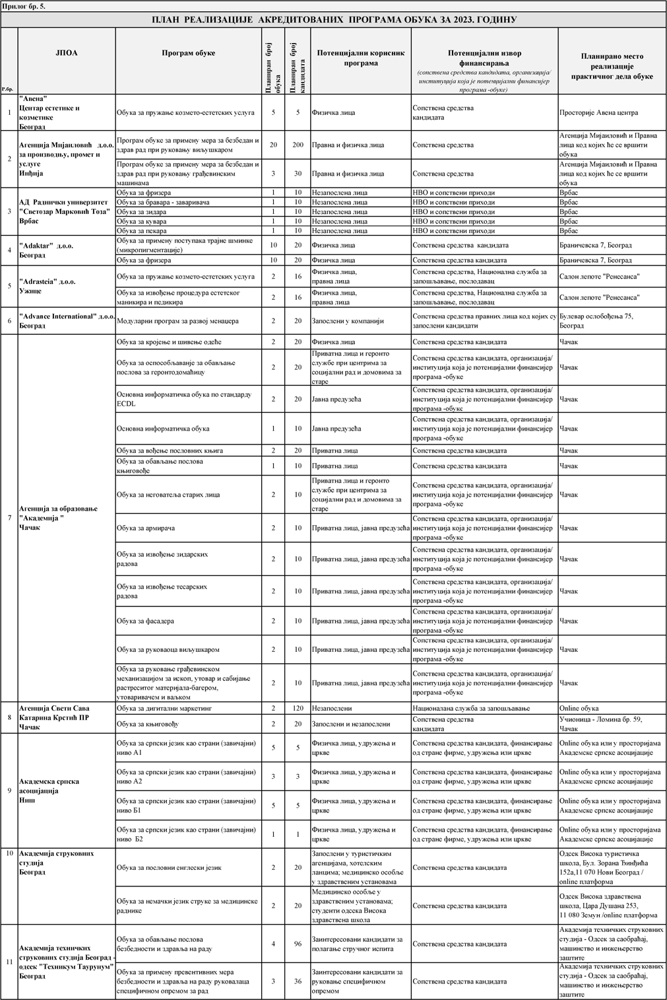 Прилог бр. 5.
ПЛАН РЕАЛИЗАЦИЈЕ АКРЕДИТОВАНИХ ПРОГРАМА ОБУКА ЗА 2023. ГОДИНУ
Р.бр.
ЈПОА
Програм обуке
Планиран број
обука
Планиран број
кандидата
Потенцијални корисник
програма
Потенцијални извор
финансирања
(сопствена средства кандидата, организација/
институција која је потенцијални финансијер
програма -обуке)
Планирано место
реализације
практичног дела обуке
1
"Авена"
Центар естетике и
козметике
Београд
Обука за пружање козмето-естетских услуга
5
5
Физичка лица
Сопствена средства
кандидата
Просторије Авена центра
2
Агенција Мијаиловић д.о.о.
за производњу, промет и
услуге
Инђија
Програм обуке за примену мера за безбедан и
здрав рад при руковању виљушкаром
20
200
Правна и физичка лица
Сопствена средства
Агенција Мијаиловић и Правна
лица код којих ће се вршити
обука
Програм обуке за примену мера за безбедан и
здрав рад при руковању грађевинским
машинама
3
30
Правна и физичка лица
Сопствена средства
Агенција Мијаиловић и Правна
лица код којих ће се вршити
обука
3
АД Раднички универзитет
"Светозар Марковић Тоза"
Врбас
Обука за фризера
1
10
Незапослена лица
НВО и сопствени приходи
Врбас
Обука за бравара - заваривача
1
10
Незапослена лица
НВО и сопствени приходи
Врбас
Обука за зидара
1
10
Незапослена лица
НВО и сопствени приходи
Врбас
Обука за кувара
1
10
Незапослена лица
НВО и сопствени приходи
Врбас
Обука за пекара
1
10
Незапослена лица
НВО и сопствени приходи
Врбас
4
"Adaktar" д.о.о.
Београд
Обука за примену поступака трајне шминке
(микропигментације)
10
20
Физичка лица
Сопствена средства кандидата
Браничевска 7, Београд
Обука за фризера
10
20
Физичка лица
Сопствена средства кандидата
Браничевска 7, Београд
5
"Adrasteia" д.о.о.
Ужице
Обука за пружање козмето-естетских услуга
2
16
Физичка лица,
правна лица
Сопствена средства, Национална служба за
запошљавање, послодавац
Салон лепоте "Ренесанса"
Обука за извођење процедура естетског
маникира и педикира
2
16
Физичка лица,
правна лица
Сопствена средства, Национална служба за
запошљавање, послодавац
Салон лепоте "Ренесанса"
6
"Advance International" д.о.о.
Београд
Модуларни програм за развој менаџера
2
20
Запослени у компанији
Сопствена средства правних лица код којих су
запослени кандидати
Булевар ослобођења 75,
Београд
7
Агенција за образовање
"Академија "
Чачак
Обука за кројење и шивење одеће
2
20
Физичка лица
Сопствена средства кандидата
Чачак
Обука за оспособљавање за обављање
послова за геронтодомаћицу
2
20
Приватна лица и геронто
службе при центрима за
социјални рад и домовима за
старе
Сопствена средства кандидата, организација/
институција која је потенцијални финансијер
програма -обуке
Чачак
Основна информатичка обука по стандарду
ECDL
2
20
Јавна предузећа
Сопствена средства кандидата, организација/
институција која је потенцијални финансијер
програма -обуке
Чачак
Основна информатичка обука
1
10
Јавна предузећа
Сопствена средства кандидата, организација/
институција која је потенцијални финансијер
програма -обуке
Чачак
Обука за вођење пословних књига
2
20
Приватна лица
Сопствена средства кандидата
Чачак
Обука за обављање послова
књиговође
1
10
Приватна лица
Сопствена средства кандидата
Чачак
Обука за неговатеља старих лица
2
10
Приватна лица и геронто
службе при центрима за
социјални рад и домовима за
старе
Сопствена средства кандидата, организација/
институција која је потенцијални финансијер
програма -обуке
Чачак
Обука за армирача
2
10
Приватна лица, јавна предузећа
Сопствена средства кандидата, организација/
институција која је потенцијални финансијер
програма -обуке
Чачак
Обука за извођење зидарских
радова
2
10
Приватна лица, јавна предузећа
Сопствена средства кандидата, организација/
институција која је потенцијални финансијер
програма -обуке
Чачак
Обука за извођење тесарских
радова
2
10
Приватна лица, јавна предузећа
Сопствена средства кандидата, организација/
институција која је потенцијални финансијер
програма -обуке
Чачак
Обука за фасадера
2
10
Приватна лица, јавна предузећа
Сопствена средства кандидата, организација/
институција која је потенцијални финансијер
програма -обуке
Чачак
Обука за руковаоца виљушкаром
2
10
Приватна лица, јавна предузећа
Сопствена средства кандидата, организација/
институција која је потенцијални финансијер
програма -обуке
Чачак
Обука за руковање грађевинском
механизацијом за ископ, утовар и сабијање
растреситог материјала-багером,
утоваривачем и ваљком
2
10
Приватна лица, јавна предузећа
Сопствена средства кандидата, организација/
институција која је потенцијални финансијер
програма -обуке
Чачак
8
Агенција Свети Сава
Катарина Крстић ПР
Чачак
Обука за дигитални маркетинг
2
120
Незапослени
Националана служба за запошљавање
Online обука
Обука за књиговођу
2
20
Запослени и незапослени
Сопствена средства
кандидата
Учионица - Ломина бр. 59,
Чачак
9
Академска српска
асоцијација
Ниш
Обука за српски језик као страни (завичајни)
ниво А1
5
5
Физичка лица, удружења и
цркве
Сопствена средства кандидата, финансирање
од стране фирме, удружења или цркве
Online обука или у просторијама
Академске српске асоцијације
Обука за српски језик као страни (завичајни)
ниво А2
3
3
Физичка лица, удружења и
цркве
Сопствена средства кандидата, финансирање
од стране фирме, удружења или цркве
Online обука или у просторијама
Академске српске асоцијације
Обука за српски језик као страни (завичајни)
ниво Б1
5
5
Физичка лица, удружења и
цркве
Сопствена средства кандидата, финансирање
од стране фирме, удружења или цркве
Online обука или у просторијама
Академске српске асоцијације
Обука за српски језик као страни (завичајни)
ниво Б2
1
1
Физичка лица, удружења и
цркве
Сопствена средства кандидата, финансирање
од стране фирме, удружења или цркве
Online обука или у просторијама
Академске српске асоцијације
10
Академија струковних
студија
Београд
Обука за пословни енглески језик
2
20
Запослени у туристичким
агенцијама, хотелским
ланцима; медицинско особље
у здравственим установама
Сопствена средства кандидата
Одсек Висока туристичка
школа, Бул. Зорана Ђинђића
152а,11 070 Нови Београд /
online платформа
Обука за немачки језик струке за медицинске
раднике
2
20
Медицинско особље у
здравственим установама;
студенти одсека Висока
здравствена школа
Сопствена средства кандидата
Одсек Висока здравствена
школа, Цара Душана 253,
11 080 Земун /online платформа
11
Академија техничких
струковних студија Београд -
одсек "Техникум Таурунум"
Београд
Обука за обављање послова
безбедности и здравља на раду
4
96
Заинтересовани кандидати за
полагање стручног испита
Сопствена средства кандидата
Академија техничких струковних
студија - Одсек за саобраћај,
машинство и инжењерство
заштите
Обука за примену превентивних мера
безбедности и здравља на раду руковалаца
специфичном опремом за рад
3
36
Заинтересовани кандидати за
руковање специфичном
опремом
Сопствена средства кандидата
Академија техничких струковних
студија - Одсек за саобраћај,
машинство и инжењерство
заштите